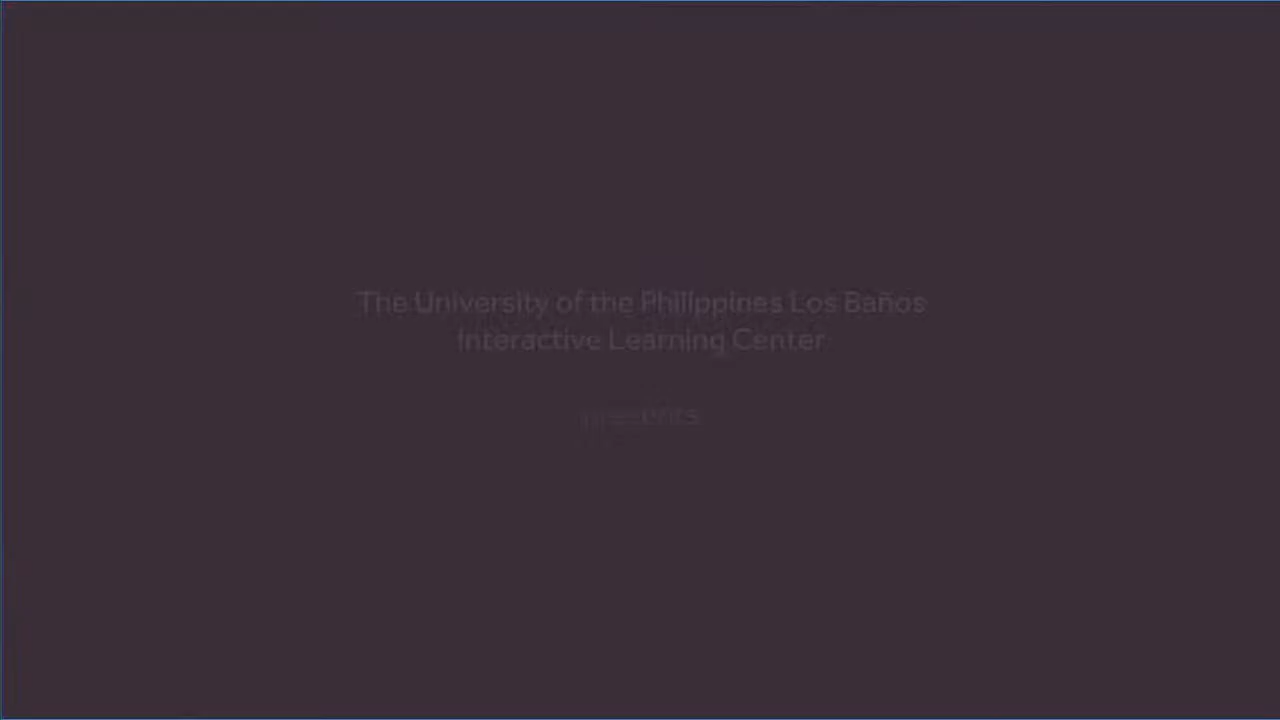 The University of the Philippines Los Baños
Interactive Learning Center
presents